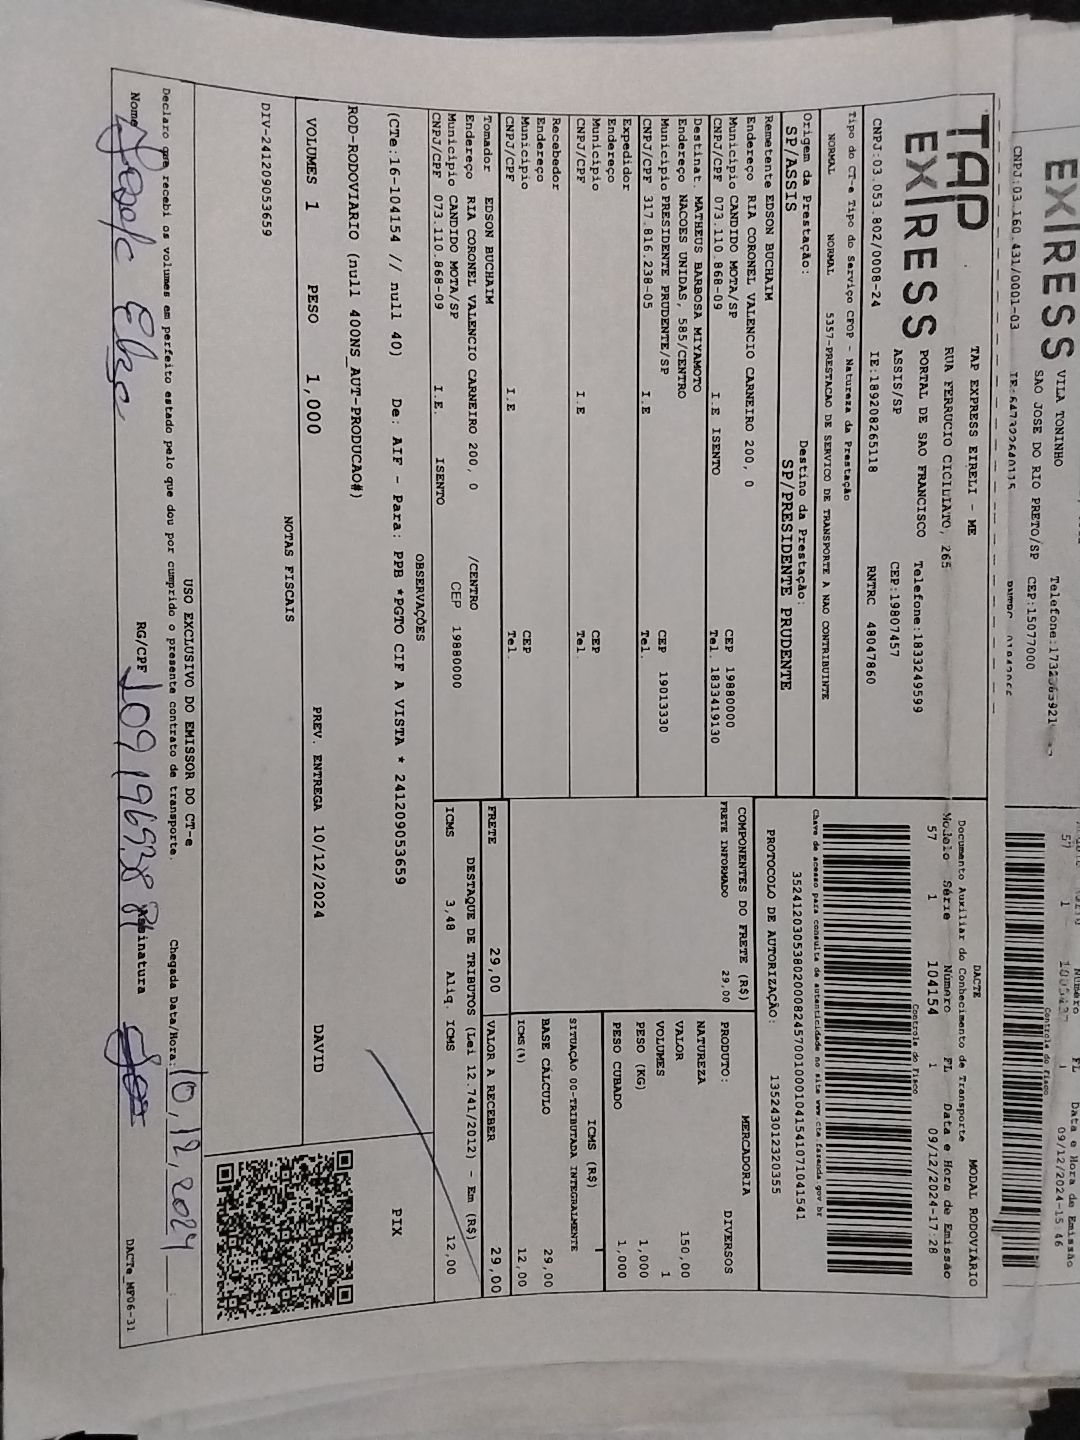 EXPRESS
VILA TONINHO
SAO JOSE DO RIO PRETO/SP CEP:15077000
CNPJ:03.160.431/0001-03
Data e Hora de Emissão
57 1 09/12/2024-15:46
Controle do Fisco
TAP EXPRESS
TAP EXPRESS EIRELI - ME
RUA FERRUCIO CICILIATO, 265
PORTAL DE SAO FRANCISCO Telefone:1833249599
ASSIS/SP CEP:19807457
CNPJ:03.053.802/0008-24 IE:189208265118 RNTRC 48047860
DACTE MODAL RODOVIÁRIO
Documento Auxiliar do Conhecimento de Transporte
Modelo Série Número FL Data e Hora de Emissão
57 1 104154 1 09/12/2024-17:28
Controle do Fisco
Chave de acesso para consulta de autenticidade no site www.cte.fazenda.gov.br
35241203053802000824570010001041541071041541
PROTOCOLO DE AUTORIZAÇÃO: 135243012320355
Tipo do CT-e Tipo do Serviço CFOP - Natureza da Prestação
NORMAL NORMAL 5357-PRESTACAO DE SERVICO DE TRANSPORTE A NAO CONTRIBUINTE
Origem da Prestação: Destino da Prestação:
SP/ASSIS SP/PRESIDENTE PRUDENTE
Remetente EDSON BUCHAIM
Endereço RIA CORONEL VALENCIO CARNEIRO 200, 0
Município CANDIDO MOTA/SP CEP 19880000
CNPJ/CPF 073.110.868-09 I.E ISENTO Tel. 1833419130
Destinat. MATHEUS BARBOSA MIYAMOTO
Endereço NACOES UNIDAS, 585/CENTRO
Município PRESIDENTE PRUDENTE/SP CEP 19013330
CNPJ/CPF 317.816.238-05 I.E Tel.
Expedidor
Endereço
Município CEP
CNPJ/CPF I.E Tel.
Recebedor
Endereço
Município CEP
CNPJ/CPF I.E Tel.
Tomador EDSON BUCHAIM
Endereço RIA CORONEL VALENCIO CARNEIRO 200, 0 /CENTRO
Município CANDIDO MOTA/SP CEP 19880000
CNPJ/CPF 073.110.868-09 I.E. ISENTO
COMPONENTES DO FRETE (R$)
FRETE INFORMADO 29,00
PRODUTO: MERCADORIA
NATUREZA DIVERSOS
VALOR 150,00
VOLUMES 1
PESO (KG) 1,000
PESO CUBADO 1,000
ICMS (R$)
SITUAÇÃO 00-TRIBUTADA INTEGRALMENTE
BASE CÁLCULO 29,00
ICMS(%) 12,00
FRETE 29,00 VALOR A RECEBER 29,00
DESTAQUE DE TRIBUTOS (Lei 12.741/2012) - Em (R$)
ICMS 3,48 Aliq. ICMS 12,00
OBSERVAÇÕES
(CTe:16-104154 // null 40) De: AIF - Para: PPB *PGTO CIF A VISTA * 241209053659
PIX
ROD-RODOVIARIO (null 400NS_AUT-PRODUCAO#)
VOLUMES 1 PESO 1,000 PREV. ENTREGA 10/12/2024 DAVID
NOTAS FISCAIS
DIV-241209053659
USO EXCLUSIVO DO EMISSOR DO CT-e
Declaro que recebi os volumes em perfeito estado pelo que dou por cumprido o presente contrato de transporte.
Chegada Data/Hora: 10,12,2024
Nome RG/CPF Assinatura
DACTe_MP06-31